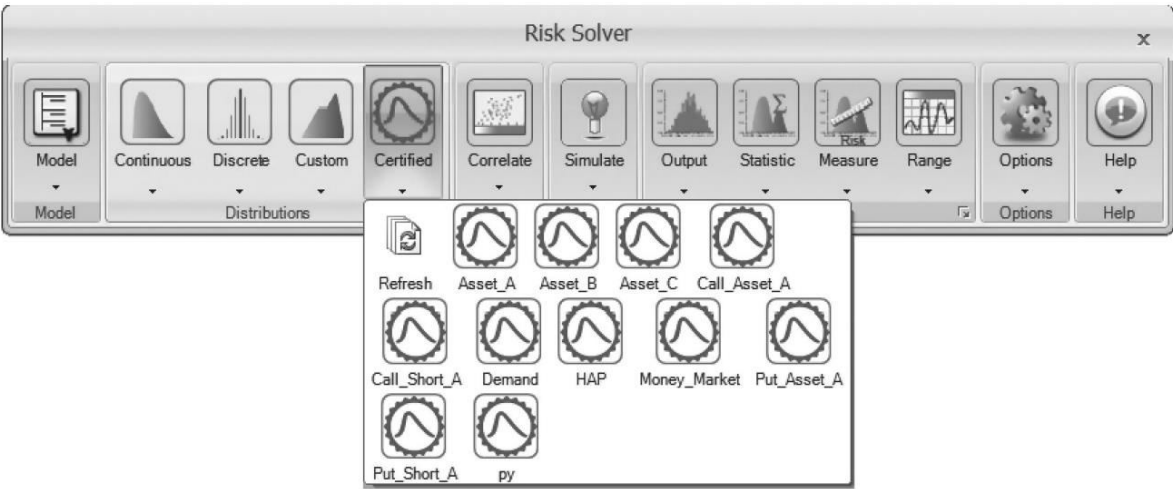 Risk Solver x
Model Continuous Discrete Custom Certified Correlate Simulate Output Statistic Risk Measure Range Options Help
Model Distributions Options Help
Refresh Asset_A Asset_B Asset_C Call_Asset_A
Call_Short_A Demand HAP Money_Market Put_Asset_A
Put_Short_A py